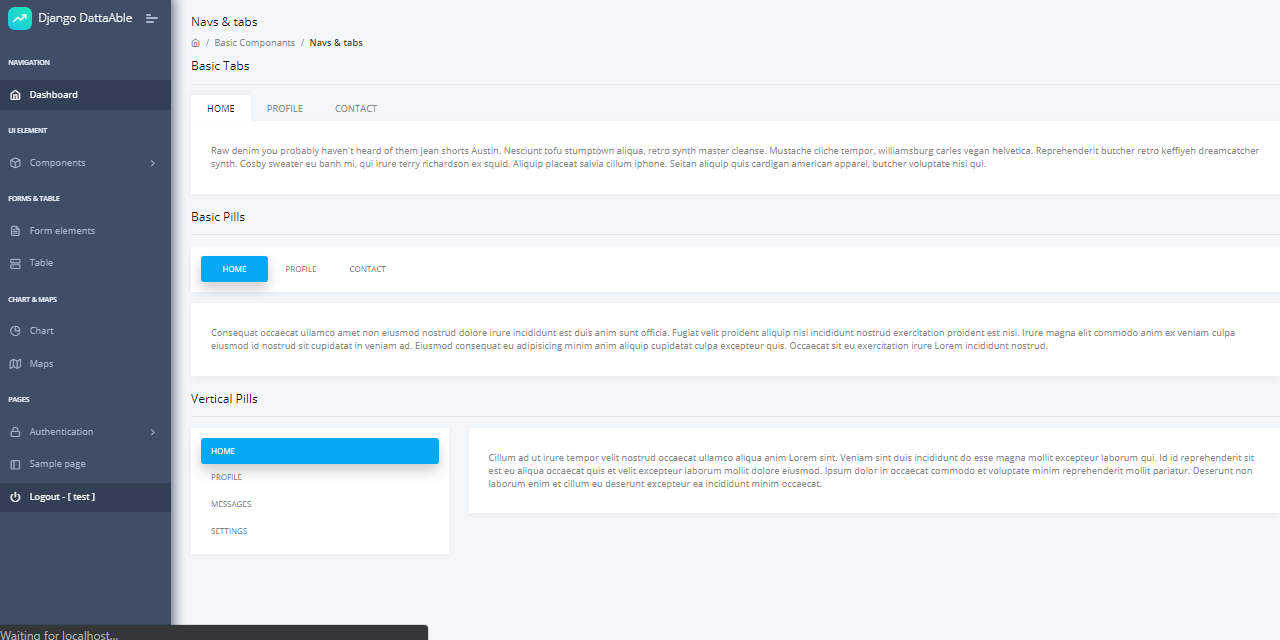 Django DattaAble
NAVIGATION
Dashboard
UI ELEMENT
Components
FORMS & TABLE
Form elements
Table
CHART & MAPS
Chart
Maps
PAGES
Authentication
Sample page
Logout - [ test ]
Navs & tabs
/ Basic Componants / Navs & tabs
Basic Tabs
HOME PROFILE CONTACT
Raw denim you probably haven't heard of them jean shorts Austin. Nesciunt tofu stumptown aliqua, retro synth master cleanse. Mustache cliche tempor, williamsburg carles vegan helvetica. Reprehenderit butcher retro keffiyeh dreamcatcher
synth. Cosby sweater eu banh mi, qui irure terry richardson ex squid. Aliquip placeat salvia cillum iphone. Seitan aliquip quis cardigan american apparel, butcher voluptate nisi qui.
Basic Pills
HOME PROFILE CONTACT
Consequat occaecat ullamco amet non eiusmod nostrud dolore irure incididunt est duis anim sunt officia. Fugiat velit proident aliquip nisi incididunt nostrud exercitation proident est nisi. Irure magna elit commodo anim ex veniam culpa
eiusmod id nostrud sit cupidatat in veniam ad. Eiusmod consequat eu adipisicing minim anim aliquip cupidatat culpa excepteur quis. Occaecat sit eu exercitation irure Lorem incididunt nostrud.
Vertical Pills
HOME
PROFILE
MESSAGES
SETTINGS
Cillum ad ut irure tempor velit nostrud occaecat ullamco aliqua anim Lorem sint. Veniam sint duis incididunt do esse magna mollit excepteur laborum qui. Id id reprehenderit sit
est eu aliqua occaecat quis et velit excepteur laborum mollit dolore eiusmod. Ipsum dolor in occaecat commodo et voluptate minim reprehenderit mollit pariatur. Deserunt non
laborum enim et cillum eu deserunt excepteur ea incididunt minim occaecat.
Waiting for localhost...